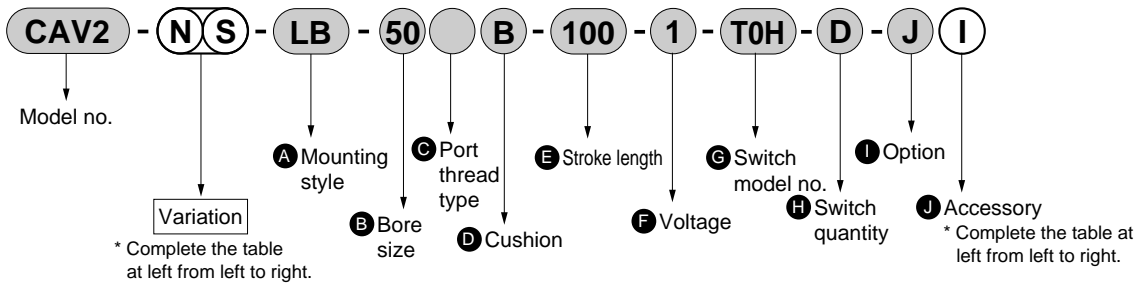 CAV2 - N S - LB - 50 B - 100 - 1 - T0H - D - J I
Model no.
Variation
* Complete the table
at left from left to right.
A Mounting
style
B Bore
size
C Port
thread
type
D Cushion
E Stroke length
F Voltage
G Switch
model no.
H Switch
quantity
I Option
J Accessory
* Complete the table at
left from left to right.